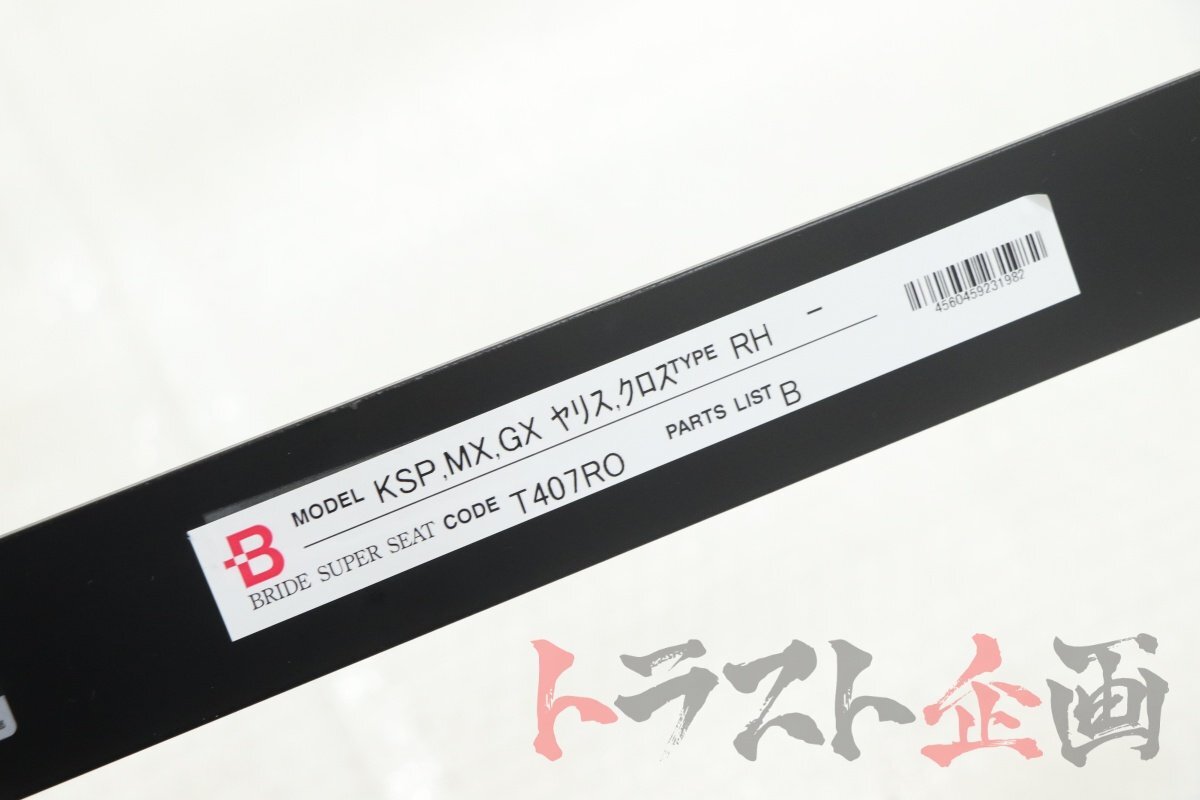 MODEL KSP,MX,GX ヤリス,クロス TYPE RH -
B
BRIDE SUPER SEAT CODE T407RO PARTS LIST B
4560459231982
トラスト企画